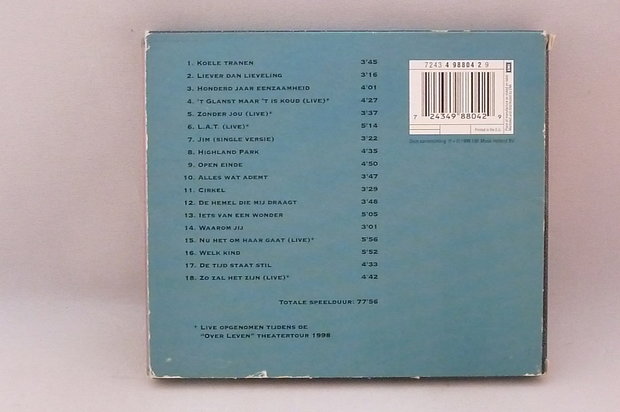 1. Koele tranen 3'45
2. Liever dan lieveling 3'16
3. Honderd jaar eenzaamheid 4'01
4. 't Glanst maar 't is koud (live)* 4'27
5. Zonder jou (live)* 3'37
6. L.A.T. (live)* 5'14
7. Jim (single versie) 3'22
8. Highland Park 4'35
9. Open einde 4'50
10. Alles wat ademt 3'47
11. Cirkel 3'29
12. De hemel die mij draagt 3'48
13. Iets van een wonder 5'05
14. Waarom jij 3'01
15. Nu het om haar gaat (live)* 5'56
16. Welk kind 5'52
17. De tijd staat stil 4'33
18. Zo zal het zijn (live)* 4'42
Totale speelduur: 77'56
* Live opgenomen tijdens de
"Over Leven" theatertour 1998
7243 4 98804 2 9
7 24349 88042 9
Printed in the E.U.